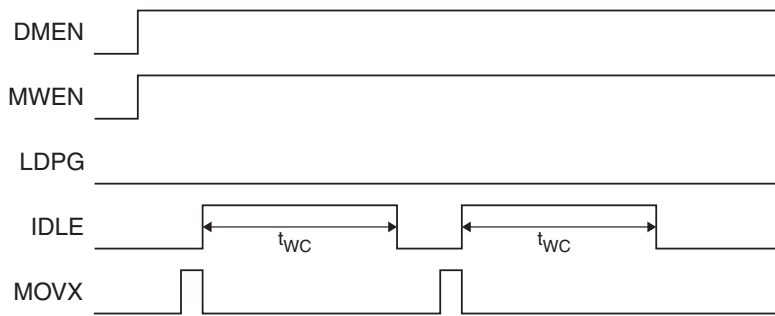 DMEN
MWEN
LDPG
IDLE
tWC tWC
MOVX